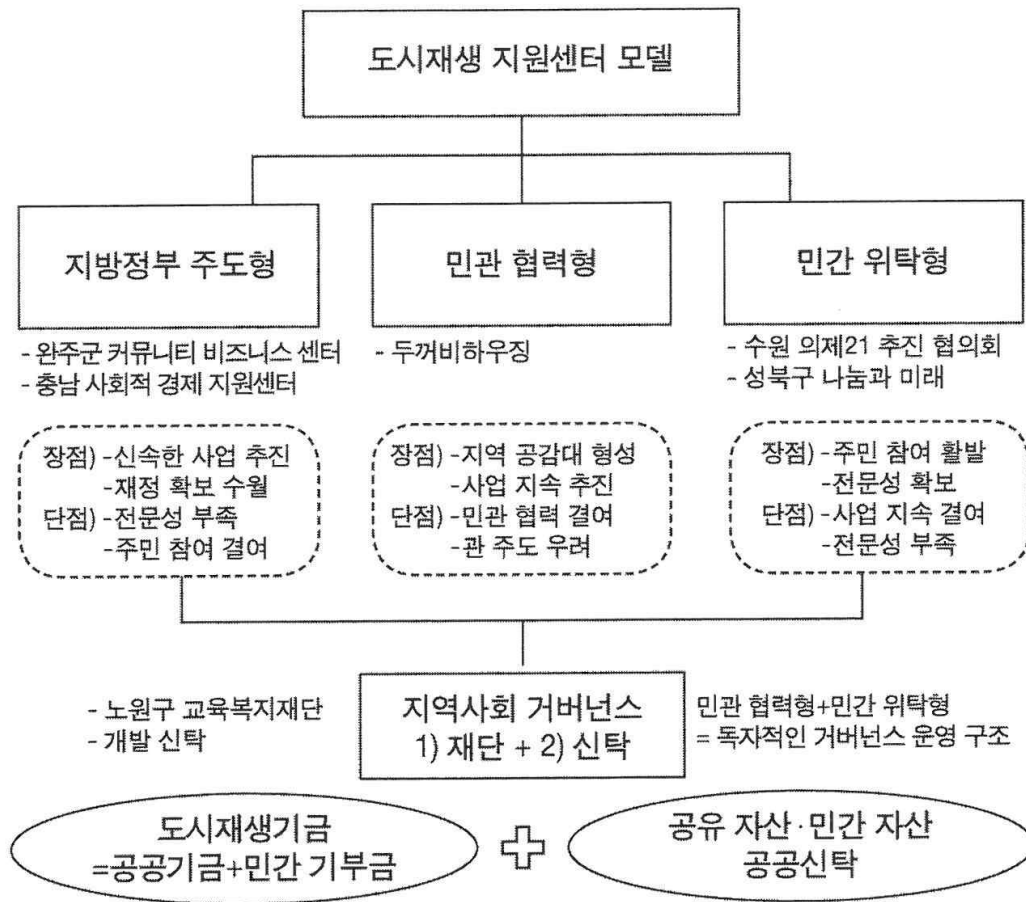 도시재생 지원센터 모델
지방정부 주도형
- 완주군 커뮤니티 비즈니스 센터
- 충남 사회적 경제 지원센터
장점) -신속한 사업 추진
-재정 확보 수월
단점) -전문성 부족
-주민 참여 결여
민관 협력형
- 두꺼비하우징
장점) -지역 공감대 형성
-사업 지속 추진
단점) -민관 협력 결여
-관 주도 우려
민간 위탁형
- 수원 의제21 추진 협의회
- 성북구 나눔과 미래
장점) -주민 참여 활발
-전문성 확보
단점) -사업 지속 결여
-전문성 부족
- 노원구 교육복지재단
- 개발 신탁
지역사회 거버넌스
1) 재단 + 2) 신탁
민관 협력형+민간 위탁형
= 독자적인 거버넌스 운영 구조
도시재생기금
=공공기금+민간 기부금
공유 자산·민간 자산
공공신탁